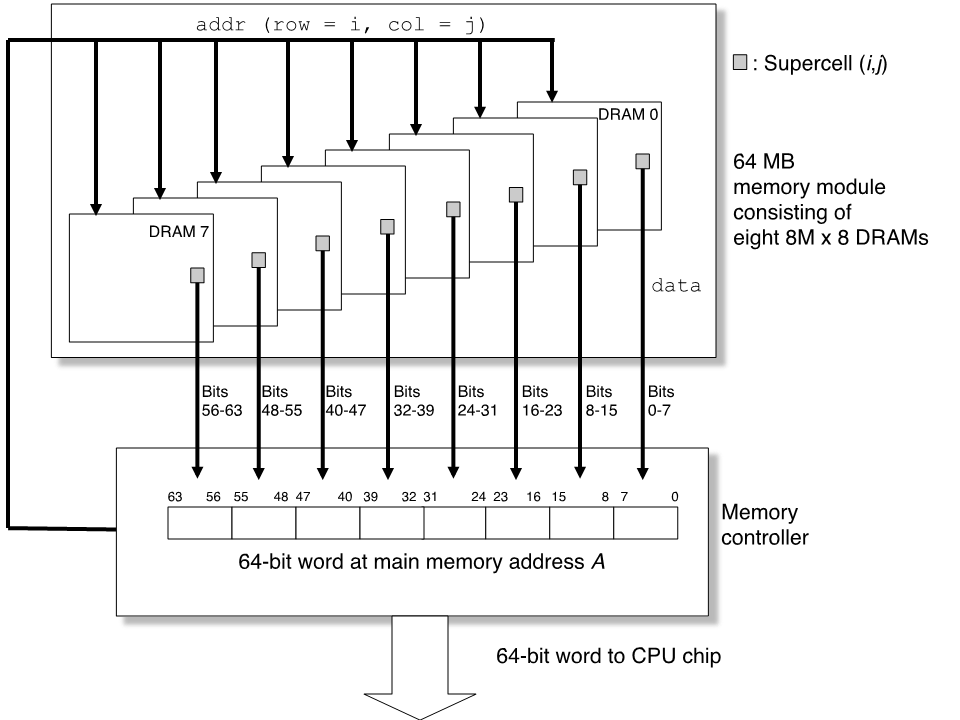 addr (row = i, col = j)
: Supercell (i,j)
DRAM 0
64 MB
memory module
consisting of
eight 8M x 8 DRAMs
DRAM 7
data
Bits
56-63
Bits
48-55
Bits
40-47
Bits
32-39
Bits
24-31
Bits
16-23
Bits
8-15
Bits
0-7
63 56 55 48 47 40 39 32 31 24 23 16 15 8 7 0
Memory
controller
64-bit word at main memory address A
64-bit word to CPU chip